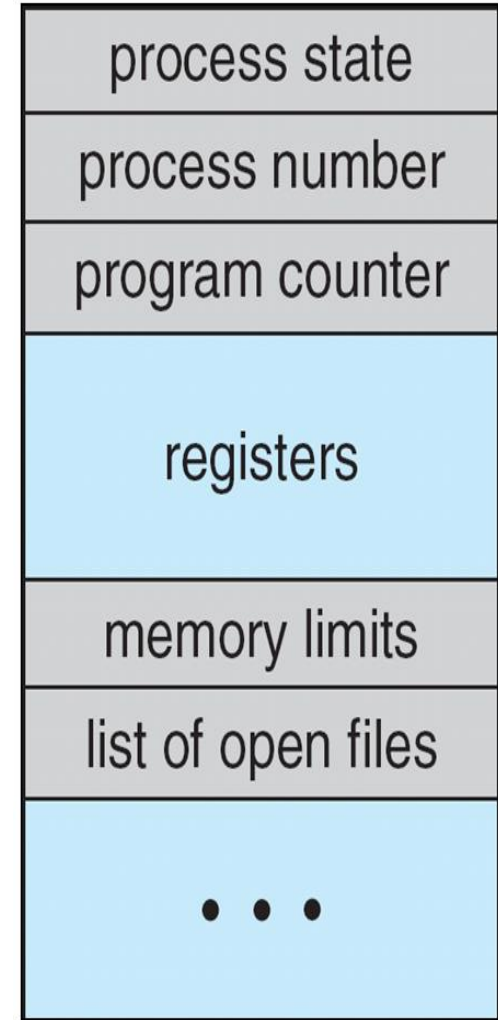 process state
process number
program counter
registers
memory limits
list of open files
• • •